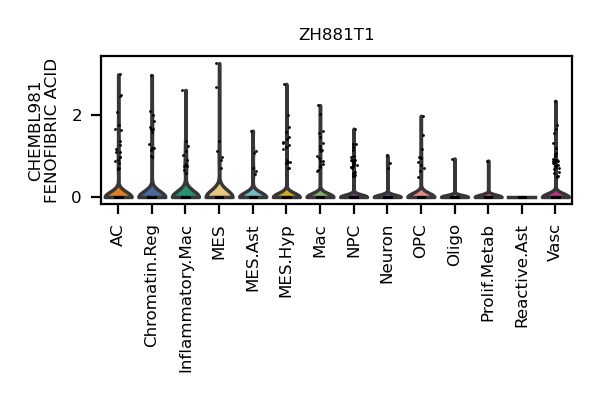 ZH881T1
CHEMBL981
FENOFIBRIC ACID
2
0
AC
Chromatin.Reg
Inflammatory.Mac
MES
MES.Ast
MES.Hyp
Mac
NPC
Neuron
OPC
Oligo
Prolif.Metab
Reactive.Ast
Vasc